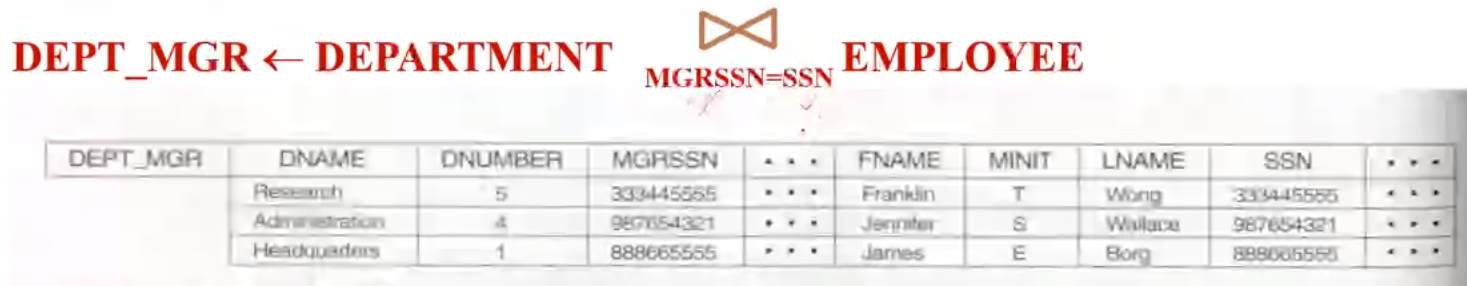 DEPT_MGR ← DEPARTMENT ⋈ MGRSSN=SSN EMPLOYEE
DEPT_MGR DNAME DNUMBER MGRSSN • • • FNAME MINIT LNAME SSN • • •
Research 5 333445555 • • • Franklin T Wong 333445555 • • •
Administration 4 987654321 • • • Jennifer S Wallace 987654321 • • •
Headquarters 1 888665555 • • • James E Borg 888665555 • • •